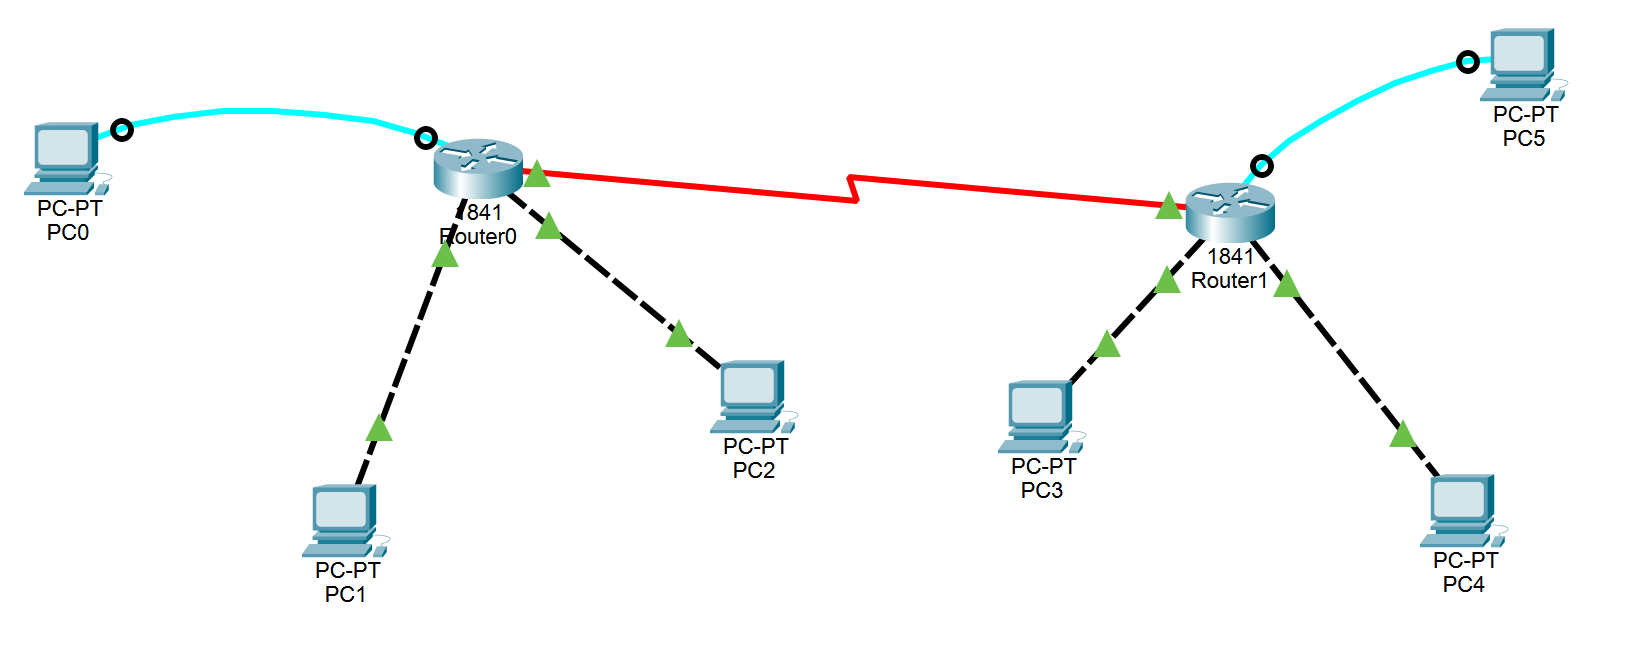 PC-PT
PC0
1841
Router0
PC-PT
PC1
PC-PT
PC2
1841
Router1
PC-PT
PC3
PC-PT
PC4
PC-PT
PC5